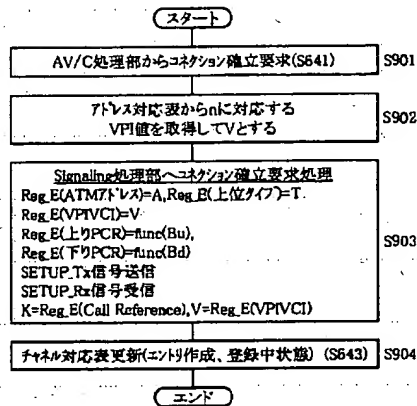 スタート
AV/C処理部からコネクション確立要求(S641)
S901
アドレス対応表からnに対応する
VPI値を取得してVとする
S902
Signaling処理部へコネクション確立要求処理
Reg_E(ATMアドレス)=A,Reg_E(上位タイプ)=T
Reg_E(VPIVCI)=V
Reg_E(上りPCR)=func(Bu),
Reg_E(下りPCR)=func(Bd)
SETUP_Tx信号送信
SETUP_Rx信号受信
K=Reg_E(Call Reference),V=Reg_E(VPIVCI)
S903
チャネル対応表更新(エントリ作成、登録中状態) (S643)
S904
エンド